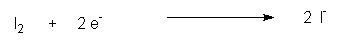 I₂ + 2 e⁻ ⟶ 2 I⁻